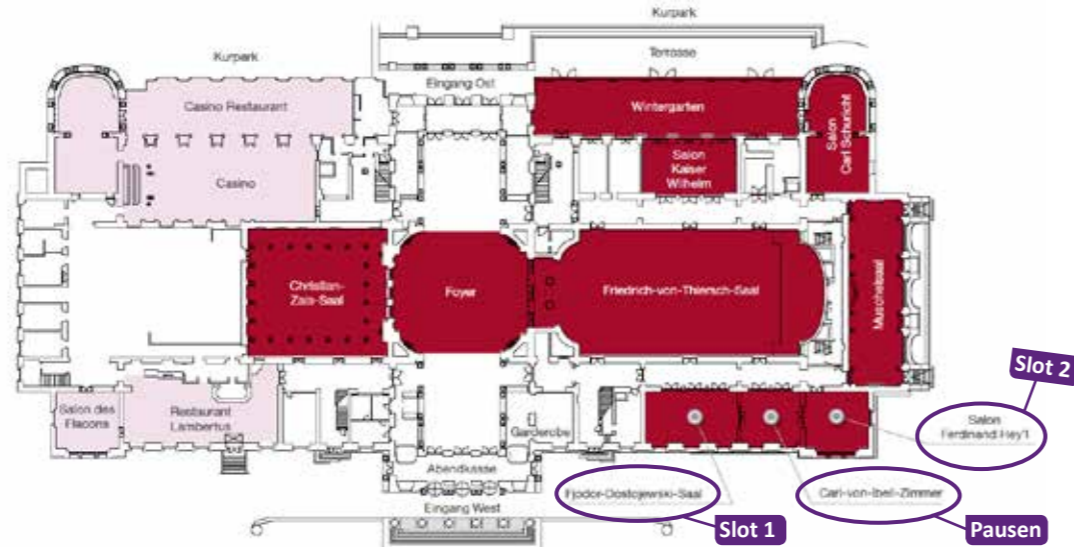 Kurpark
Kurpark
Terrasse
Eingang Ost
Casino Restaurant
Wintergarten
Salon
Carl Schuricht
Casino
Salon
Kaiser
Wilhelm
Christian-
Zais-Saal
Foyer
Friedrich-von-Thiersch-Saal
Muschelsaal
Slot 2
Salon des
Flacons
Restaurant
Lambertus
Garderobe
Salon
Ferdinand Hey'l
Abendkasse
Fjodor-Dostojewski-Saal
Carl-von-Ibell-Zimmer
Eingang West
Slot 1
Pausen